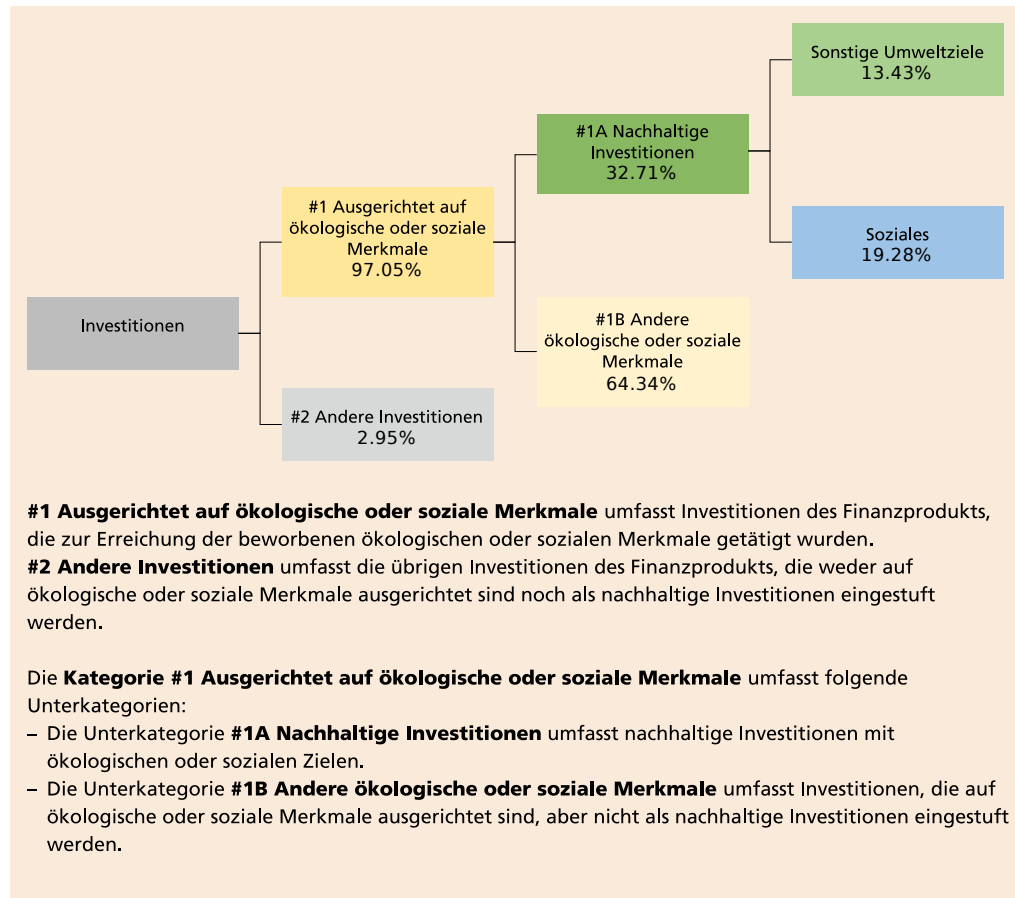 Sonstige Umweltziele
13.43%
#1A Nachhaltige
Investitionen
32.71%
#1 Ausgerichtet auf
ökologische oder soziale
Merkmale
97.05%
Soziales
19.28%
Investitionen
#1B Andere
ökologische oder soziale
Merkmale
64.34%
#2 Andere Investitionen
2.95%
#1 Ausgerichtet auf ökologische oder soziale Merkmale umfasst Investitionen des Finanzprodukts,
die zur Erreichung der beworbenen ökologischen oder sozialen Merkmale getätigt wurden.
#2 Andere Investitionen umfasst die übrigen Investitionen des Finanzprodukts, die weder auf
ökologische oder soziale Merkmale ausgerichtet sind noch als nachhaltige Investitionen eingestuft
werden.
Die Kategorie #1 Ausgerichtet auf ökologische oder soziale Merkmale umfasst folgende
Unterkategorien:
– Die Unterkategorie #1A Nachhaltige Investitionen umfasst nachhaltige Investitionen mit
ökologischen oder sozialen Zielen.
– Die Unterkategorie #1B Andere ökologische oder soziale Merkmale umfasst Investitionen, die auf
ökologische oder soziale Merkmale ausgerichtet sind, aber nicht als nachhaltige Investitionen eingestuft
werden.